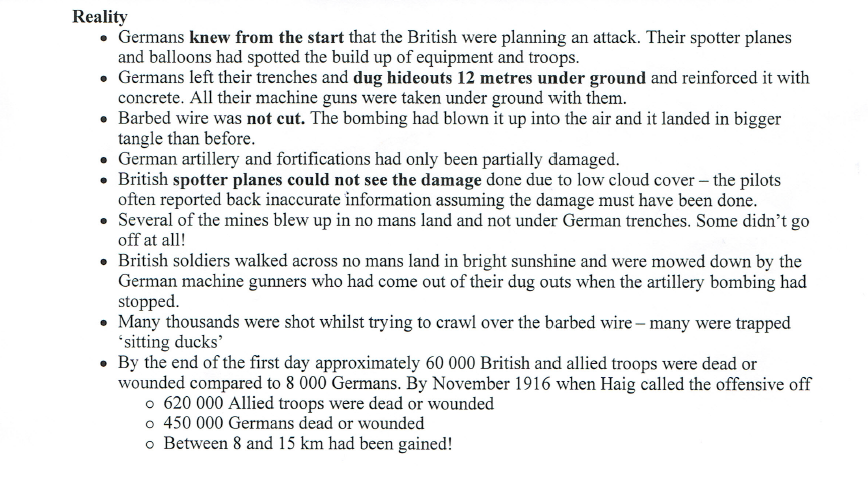 Reality
• Germans knew from the start that the British were planning an attack. Their spotter planes
and balloons had spotted the build up of equipment and troops.
• Germans left their trenches and dug hideouts 12 metres under ground and reinforced it with
concrete. All their machine guns were taken under ground with them.
• Barbed wire was not cut. The bombing had blown it up into the air and it landed in bigger
tangle than before.
• German artillery and fortifications had only been partially damaged.
• British spotter planes could not see the damage done due to low cloud cover – the pilots
often reported back inaccurate information assuming the damage must have been done.
• Several of the mines blew up in no mans land and not under German trenches. Some didn't go
off at all!
• British soldiers walked across no mans land in bright sunshine and were mowed down by the
German machine gunners who had come out of their dug outs when the artillery bombing had
stopped.
• Many thousands were shot whilst trying to crawl over the barbed wire – many were trapped
'sitting ducks'
• By the end of the first day approximately 60 000 British and allied troops were dead or
wounded compared to 8 000 Germans. By November 1916 when Haig called the offensive off
o 620 000 Allied troops were dead or wounded
o 450 000 Germans dead or wounded
o Between 8 and 15 km had been gained!